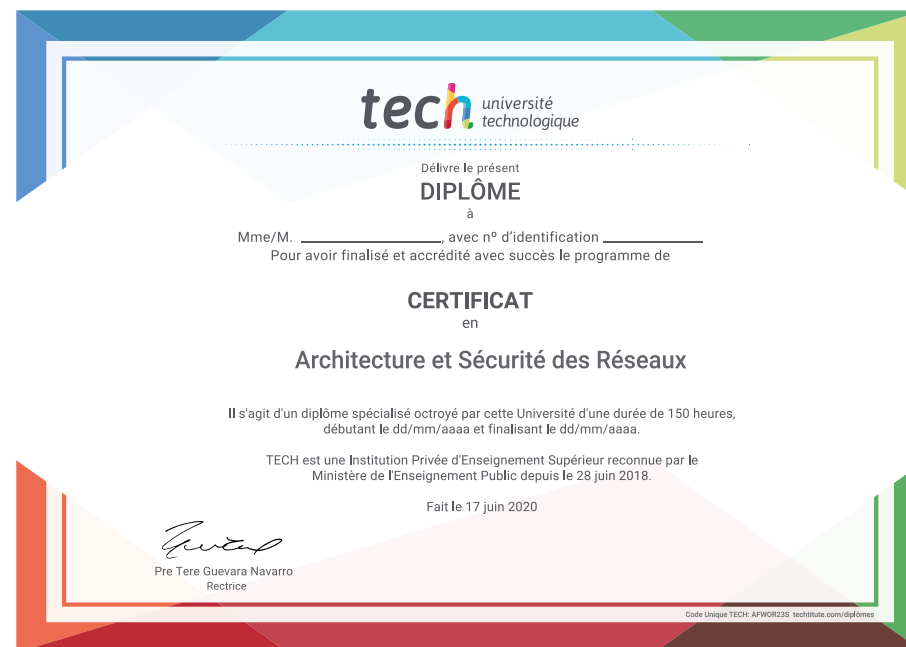 tech université
technologique
Délivre le présent
DIPLÔME
à
Mme/M. ____________________, avec nº d'identification ______________
Pour avoir finalisé et accrédité avec succès le programme de
CERTIFICAT
en
Architecture et Sécurité des Réseaux
Il s'agit d'un diplôme spécialisé octroyé par cette Université d'une durée de 150 heures,
débutant le dd/mm/aaaa et finalisant le dd/mm/aaaa.
TECH est une Institution Privée d'Enseignement Supérieur reconnue par le
Ministère de l'Enseignement Public depuis le 28 juin 2018.
Fait le 17 juin 2020
Pre Tere Guevara Navarro
Rectrice
Code Unique TECH: AFWOR23S techtitute.com/diplômes